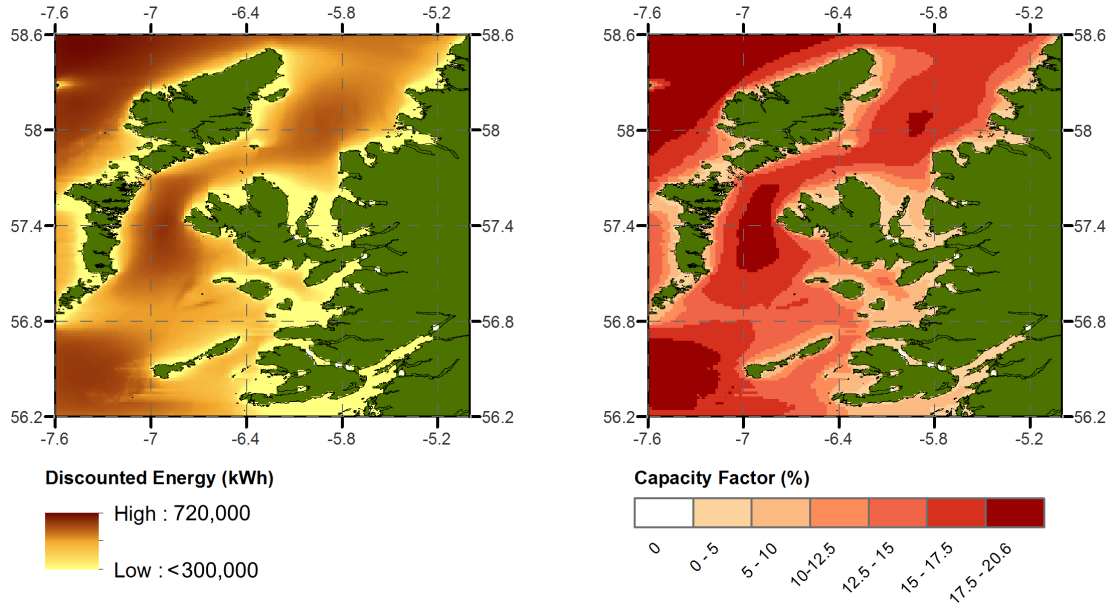 -7.6 -7 -6.4 -5.8 -5.2
58.6 58.6
58 58
57.4 57.4
56.8 56.8
56.2 56.2
-7.6 -7 -6.4 -5.8 -5.2
Discounted Energy (kWh)
High : 720,000
Low : <300,000
-7.6 -7 -6.4 -5.8 -5.2
58.6 58.6
58 58
57.4 57.4
56.8 56.8
56.2 56.2
-7.6 -7 -6.4 -5.8 -5.2
Capacity Factor (%)
0
0 - 5
5 - 10
10-12.5
12.5 - 15
15 - 17.5
17.5 - 20.6